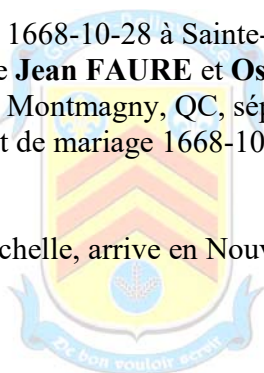 1668-10-28 à Sainte-
e Jean FAURE et Os
Montmagny, QC, sép
t de mariage 1668-10
chelle, arrive en Nouv
De bon vouloir servir